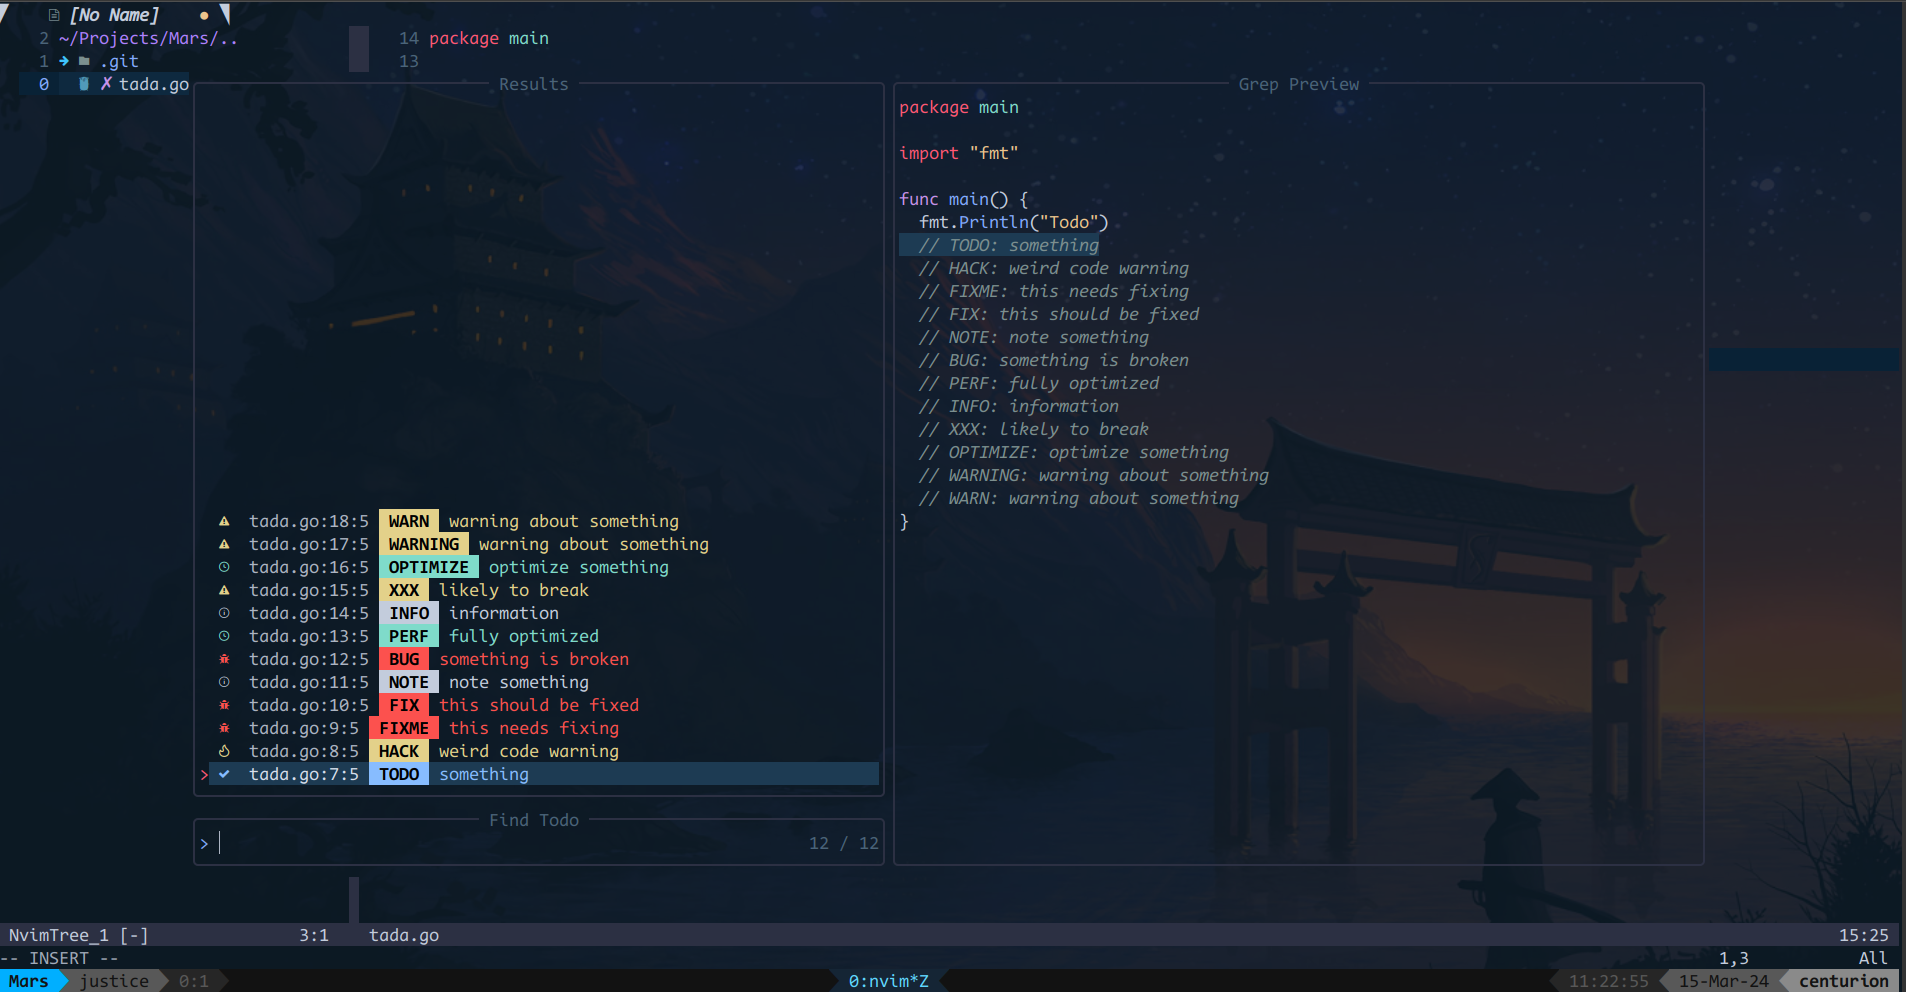 [No Name]
2 ~/Projects/Mars/..
1 .git
0 ✗ tada.go
14 package main
13
Results
tada.go:18:5 WARN warning about something
tada.go:17:5 WARNING warning about something
tada.go:16:5 OPTIMIZE optimize something
tada.go:15:5 XXX likely to break
tada.go:14:5 INFO information
tada.go:13:5 PERF fully optimized
tada.go:12:5 BUG something is broken
tada.go:11:5 NOTE note something
tada.go:10:5 FIX this should be fixed
tada.go:9:5 FIXME this needs fixing
tada.go:8:5 HACK weird code warning
> tada.go:7:5 TODO something
Find Todo
> 12 / 12
Grep Preview
package main
import "fmt"
func main() {
fmt.Println("Todo")
// TODO: something
// HACK: weird code warning
// FIXME: this needs fixing
// FIX: this should be fixed
// NOTE: note something
// BUG: something is broken
// PERF: fully optimized
// INFO: information
// XXX: likely to break
// OPTIMIZE: optimize something
// WARNING: warning about something
// WARN: warning about something
}
NvimTree_1 [-] 3:1 tada.go 15:25
-- INSERT -- 1,3 All
Mars justice 0:1 0:nvim*Z 11:22:55 15-Mar-24 centurion